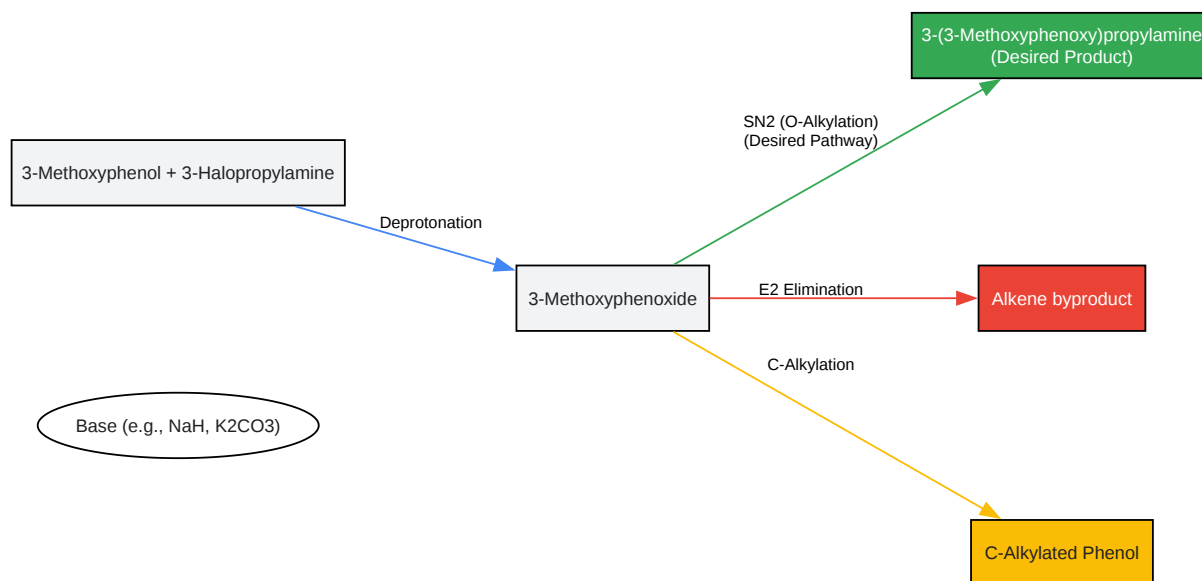 3-(3-Methoxyphenoxy)propylamine
(Desired Product)
SN2 (O-Alkylation)
(Desired Pathway)
3-Methoxyphenol + 3-Halopropylamine
Deprotonation
3-Methoxyphenoxide
E2 Elimination
Alkene byproduct
C-Alkylation
Base (e.g., NaH, K2CO3)
C-Alkylated Phenol